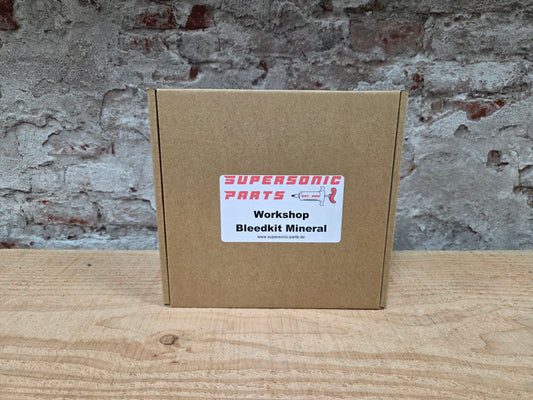 SUPERSONIC
PARTS
Workshop
Bleedkit Mineral
www.supersonic-parts.de